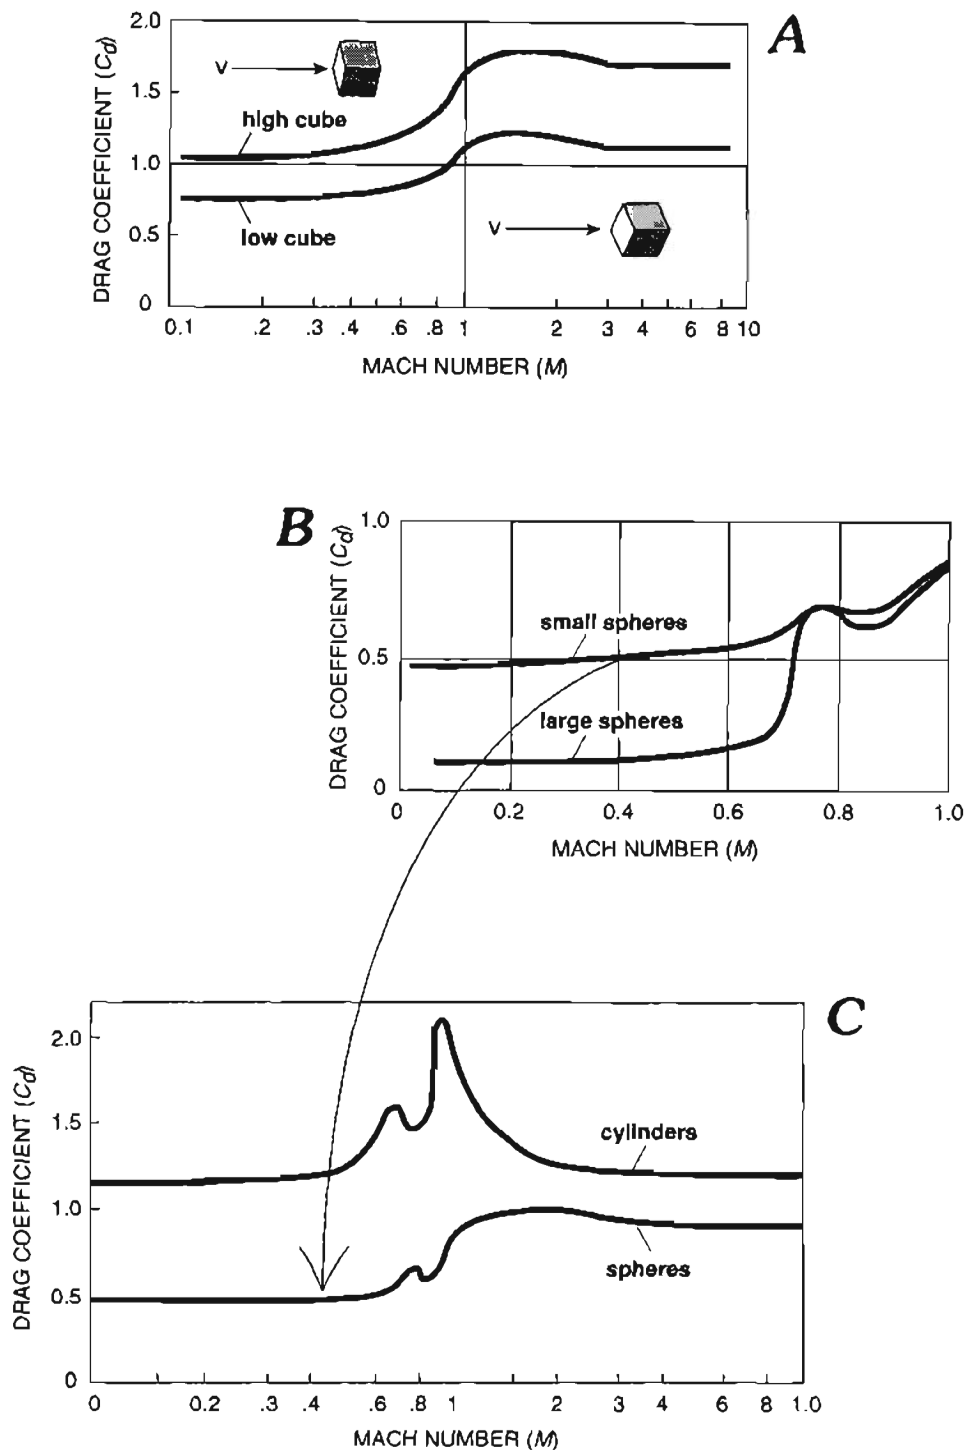 A
DRAG COEFFICIENT (Cd)
2.0
1.5
1.0
0.5
0
V
high cube
low cube
V
0.1 .2 .3 .4 .6 .8 1 2 3 4 6 8 10
MACH NUMBER (M)
B
DRAG COEFFICIENT (Cd)
1.0
0.5
0
small spheres
large spheres
0 0.2 0.4 0.6 0.8 1.0
MACH NUMBER (M)
C
DRAG COEFFICIENT (Cd)
2.0
1.5
1.0
0.5
0
cylinders
spheres
0 0.2 .3 .4 .6 .8 1 2 3 4 6 8 1.0
MACH NUMBER (M)